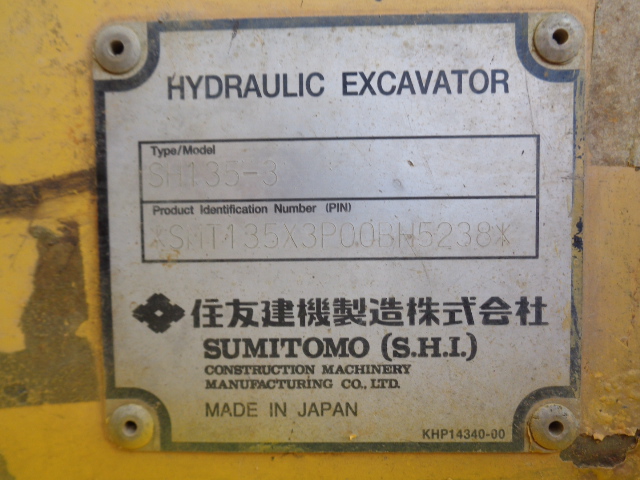 HYDRAULIC EXCAVATOR
Type/Model
SH135-3
Product Identification Number (PIN)
*SMT135X3P00BH5238*
住友建機製造株式会社
SUMITOMO (S.H.I.)
CONSTRUCTION MACHINERY
MANUFACTURING CO., LTD.
MADE IN JAPAN
KHP14340-00